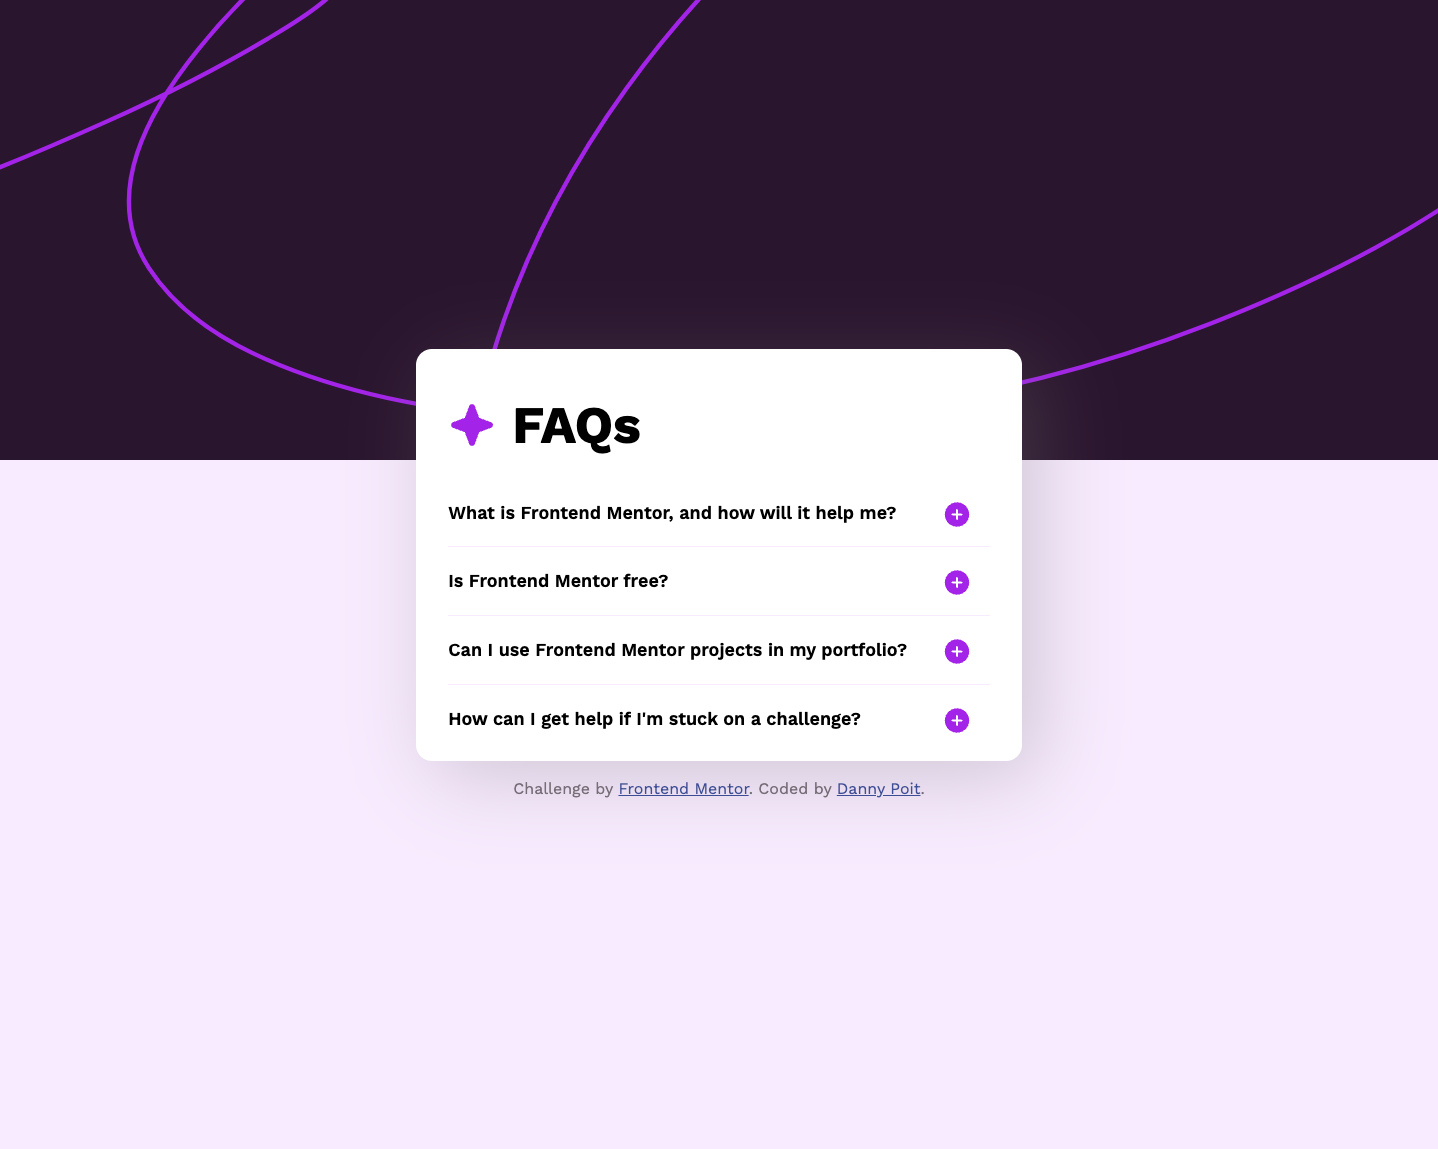 FAQs
What is Frontend Mentor, and how will it help me?
Is Frontend Mentor free?
Can I use Frontend Mentor projects in my portfolio?
How can I get help if I'm stuck on a challenge?
Challenge by Frontend Mentor. Coded by Danny Poit.